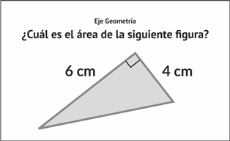 Eje Geometría
¿Cuál es el área de la siguiente figura?
6 cm
4 cm